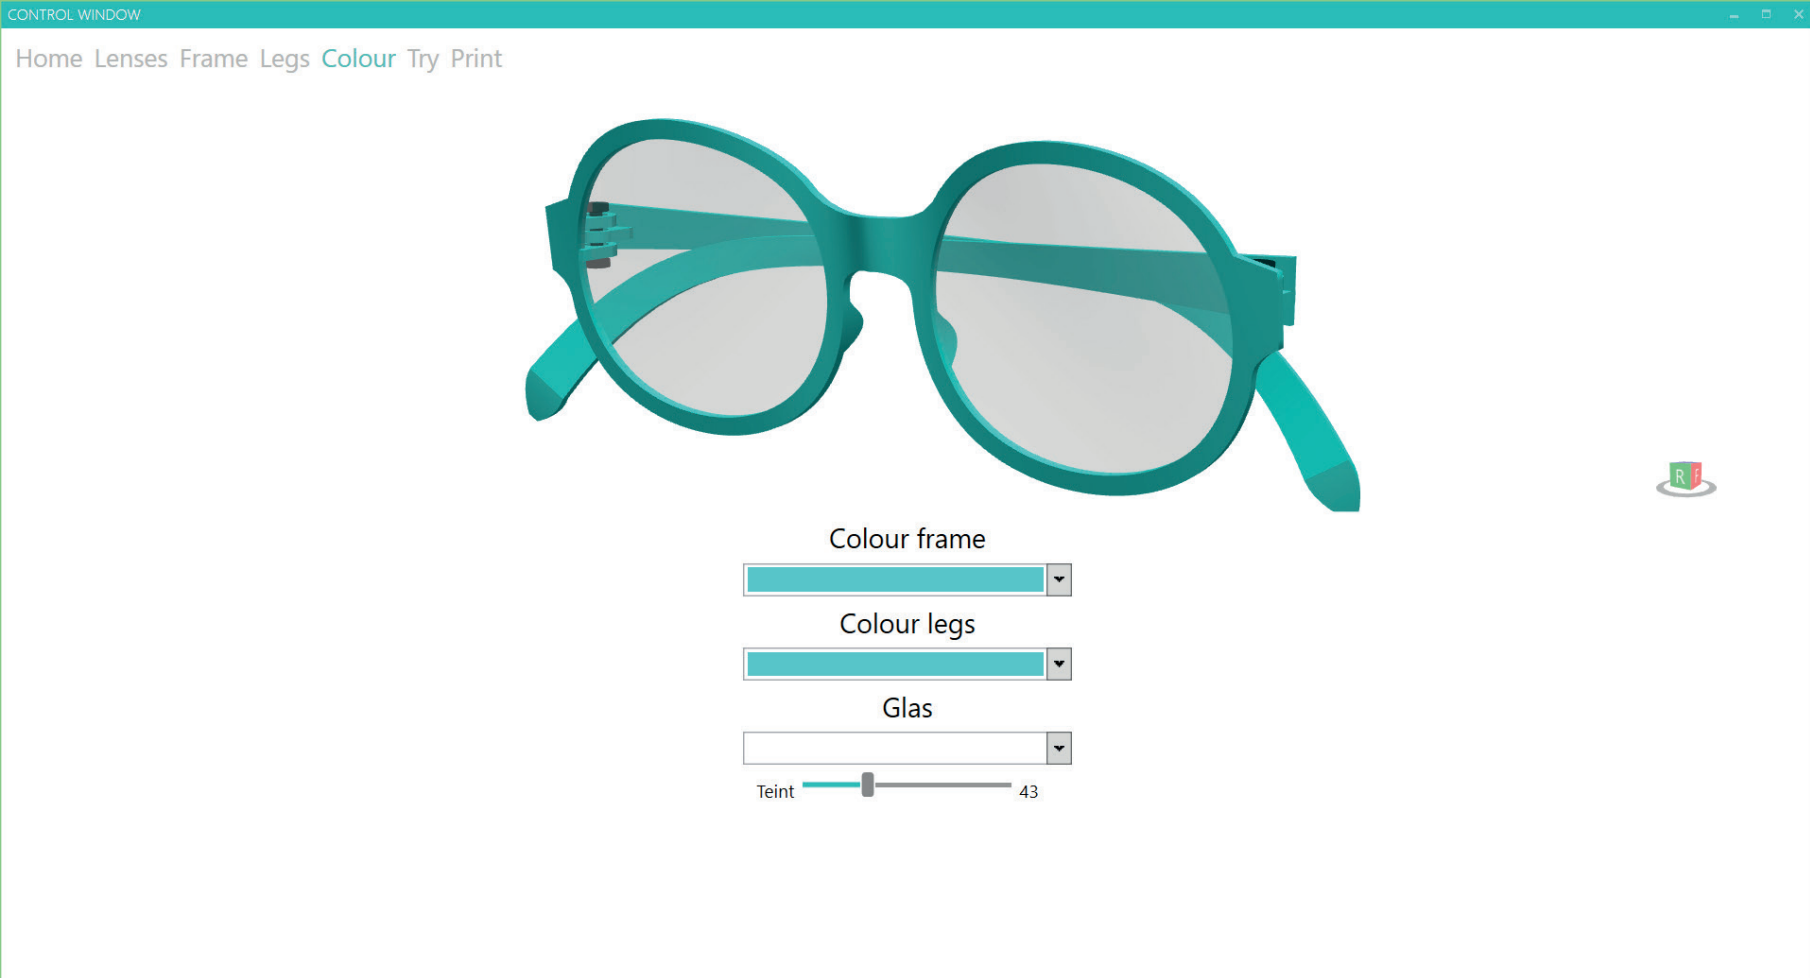 CONTROL WINDOW
Home Lenses Frame Legs Colour Try Print
R F
Colour frame
Colour legs
Glas
Teint 43